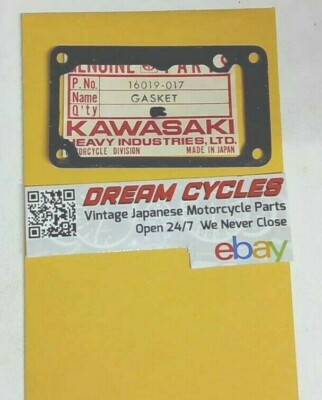 GENUINE PARTS
P. No. 16019-017
Name GASKET
Q'ty
KAWASAKI
HEAVY INDUSTRIES, LTD.
MOTORCYCLE DIVISION MADE IN JAPAN
DREAM CYCLES
Vintage Japanese Motorcycle Parts
Open 24/7 We Never Close
ebay